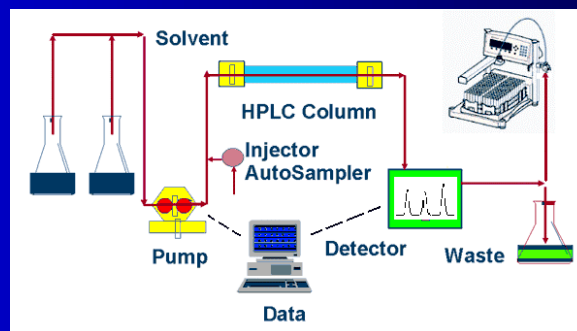 Solvent
HPLC Column
Injector
AutoSampler
Pump
Detector
Waste
Data